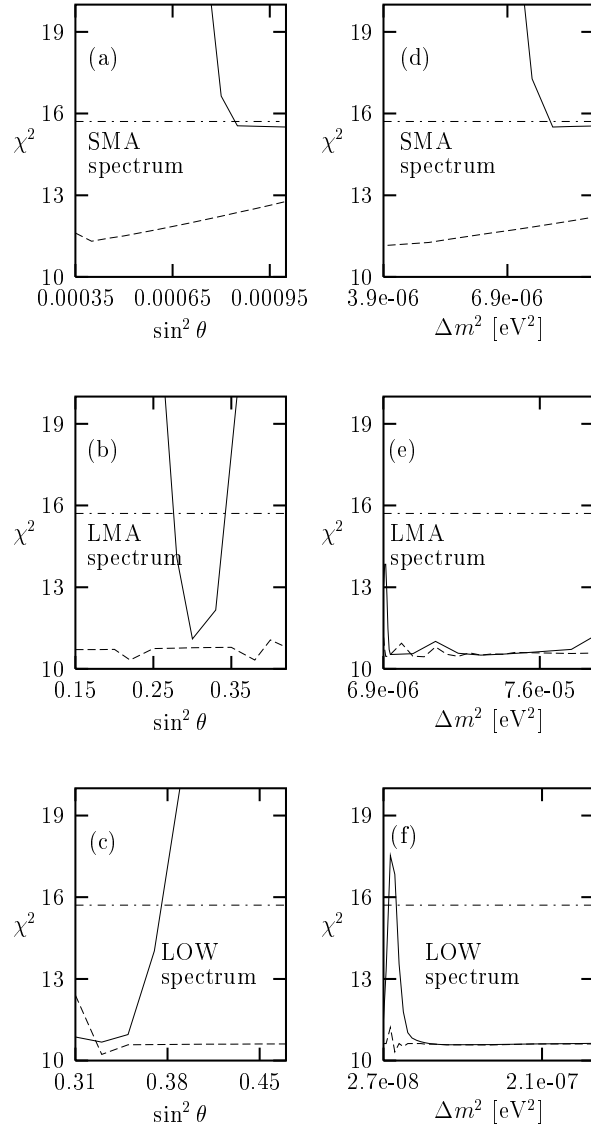 19
16
χ²
13
10
(a)
SMA
spectrum
0.00035 0.00065 0.00095
sin² θ
19
16
χ²
13
10
(d)
SMA
spectrum
3.9e-06 6.9e-06
Δm² [eV²]
19
16
χ²
13
10
(b)
LMA
spectrum
0.15 0.25 0.35
sin² θ
19
16
χ²
13
10
(e)
LMA
spectrum
6.9e-06 7.6e-05
Δm² [eV²]
19
16
χ²
13
10
(c)
LOW
spectrum
0.31 0.38 0.45
sin² θ
19
16
χ²
13
10
(f)
LOW
spectrum
2.7e-08 2.1e-07
Δm² [eV²]